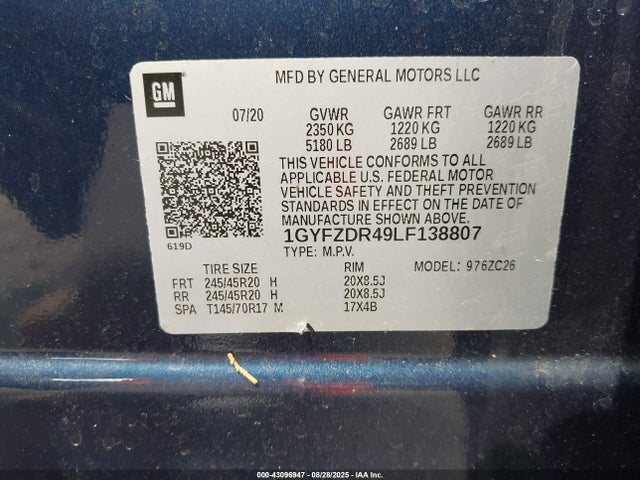 MFD BY GENERAL MOTORS LLC
GM
07/20 GVWR GAWR FRT GAWR RR
2350 KG 1220 KG 1220 KG
5180 LB 2689 LB 2689 LB
THIS VEHICLE CONFORMS TO ALL
APPLICABLE U.S. FEDERAL MOTOR
VEHICLE SAFETY AND THEFT PREVENTION
STANDARDS IN EFFECT ON THE DATE OF
MANUFACTURE SHOWN ABOVE.
619D
1GYFZDR49LF138807
TYPE: M.P.V.
TIRE SIZE RIM MODEL: 976ZC26
FRT 245/45R20 H 20X8.5J
RR 245/45R20 H 20X8.5J
SPA T145/70R17 M 17X4B
000-43096947 - 08/28/2025 - IAA Inc.